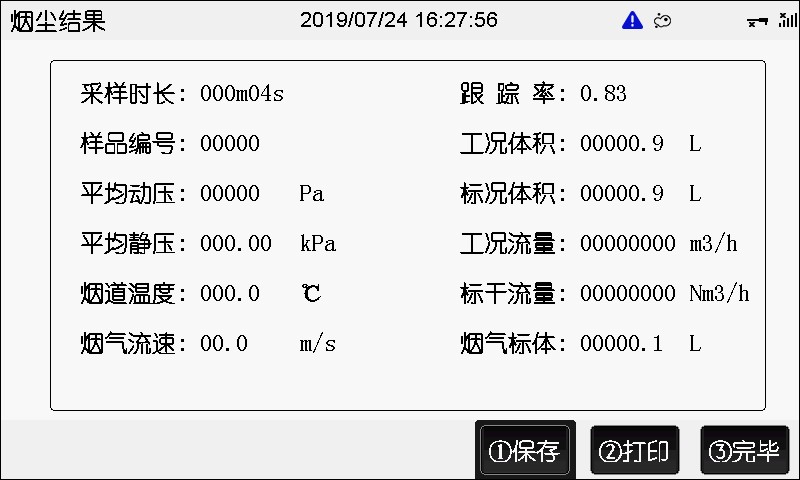 烟尘结果 2019/07/24 16:27:56
采样时长: 000m04s 跟 踪 率: 0.83
样品编号: 00000 工况体积: 00000.9 L
平均动压: 00000 Pa 标况体积: 00000.9 L
平均静压: 000.00 kPa 工况流量: 00000000 m3/h
烟道温度: 000.0 ℃ 标干流量: 00000000 Nm3/h
烟气流速: 00.0 m/s 烟气标体: 00000.1 L
①保存 ②打印 ③完毕